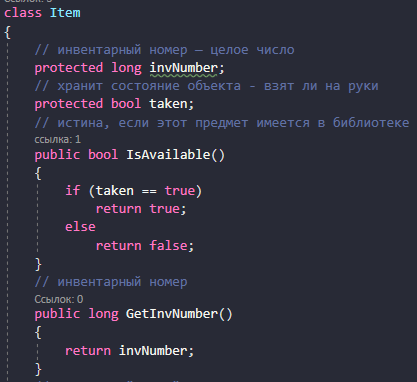 class Item
{
// инвентарный номер — целое число
protected long invNumber;
// хранит состояние объекта - взят ли на руки
protected bool taken;
// истина, если этот предмет имеется в библиотеке
ссылка: 1
public bool IsAvailable()
{
if (taken == true)
return true;
else
return false;
}
// инвентарный номер
Ссылок: 0
public long GetInvNumber()
{
return invNumber;
}